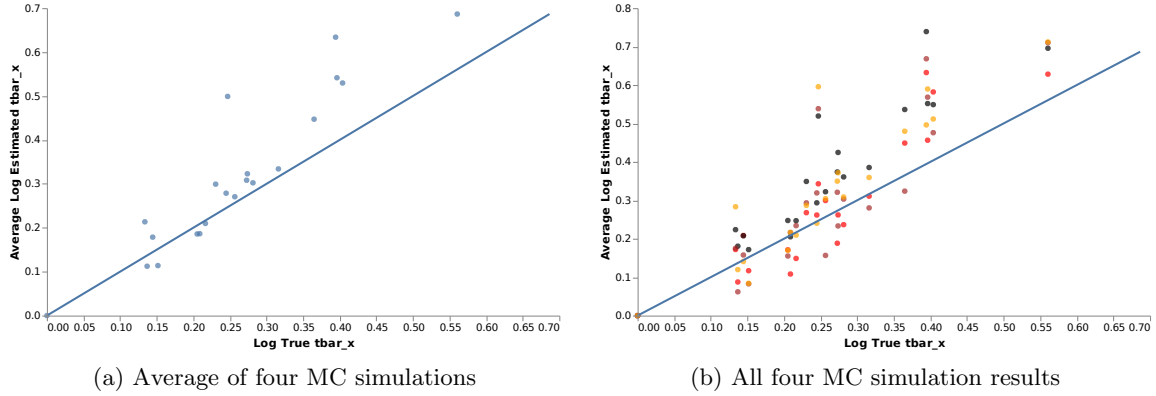 0.7
0.6
0.5
0.4
0.3
0.2
0.1
0.0
Average Log Estimated tbar_x
0.00 0.05 0.10 0.15 0.20 0.25 0.30 0.35 0.40 0.45 0.50 0.55 0.60 0.65 0.70
Log True tbar_x
(a) Average of four MC simulations
0.8
0.7
0.6
0.5
0.4
0.3
0.2
0.1
0.0
Average Log Estimated tbar_x
0.00 0.05 0.10 0.15 0.20 0.25 0.30 0.35 0.40 0.45 0.50 0.55 0.60 0.65 0.70
Log True tbar_x
(b) All four MC simulation results